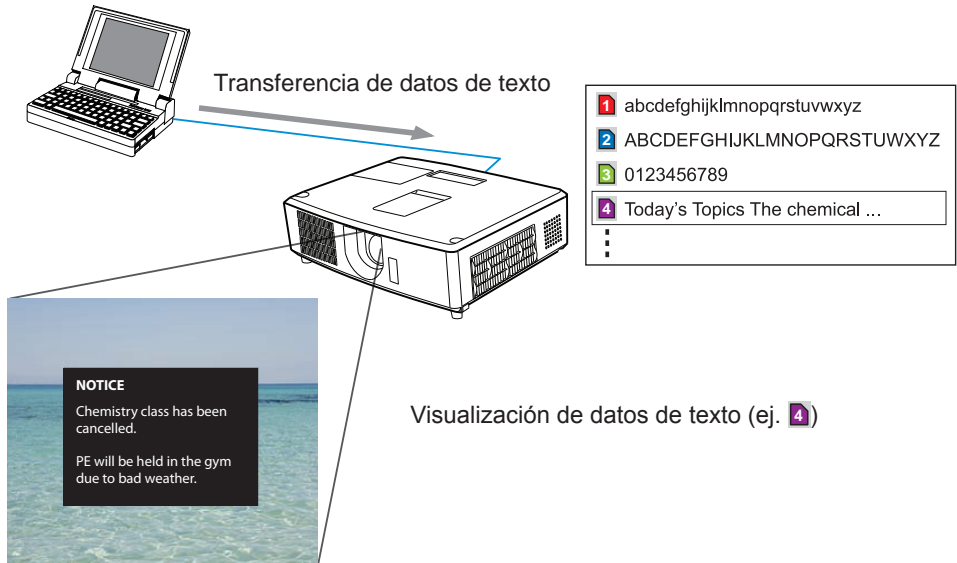 Transferencia de datos de texto
1 abcdefghijklmnopqrstuvwxyz
2 ABCDEFGHIJKLMNOPQRSTUWXYZ
3 0123456789
4 Today's Topics The chemical ...
NOTICE
Chemistry class has been
cancelled.
PE will be held in the gym
due to bad weather.
Visualización de datos de texto (ej. 4)